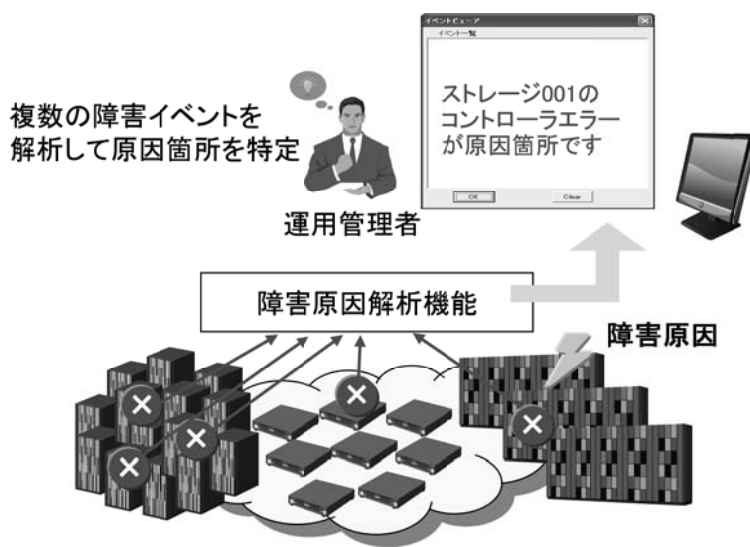 イベントビューア
イベント一覧
ストレージ001の
コントローラエラー
が原因箇所です
OK
Clear
複数の障害イベントを
解析して原因箇所を特定
運用管理者
障害原因解析機能
障害原因